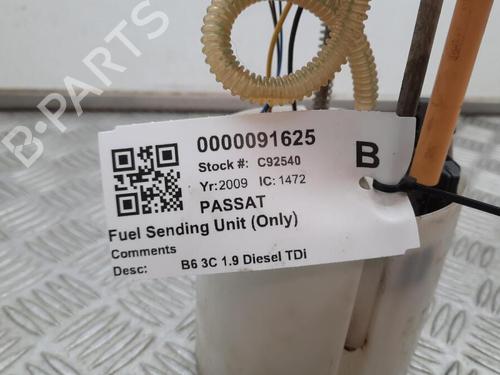 B-PARTS
0000091625
Stock #: C92540
Yr:2009 IC:1472
B
PASSAT
Fuel Sending Unit (Only)
Comments
Desc: B6 3C 1.9 Diesel TDi